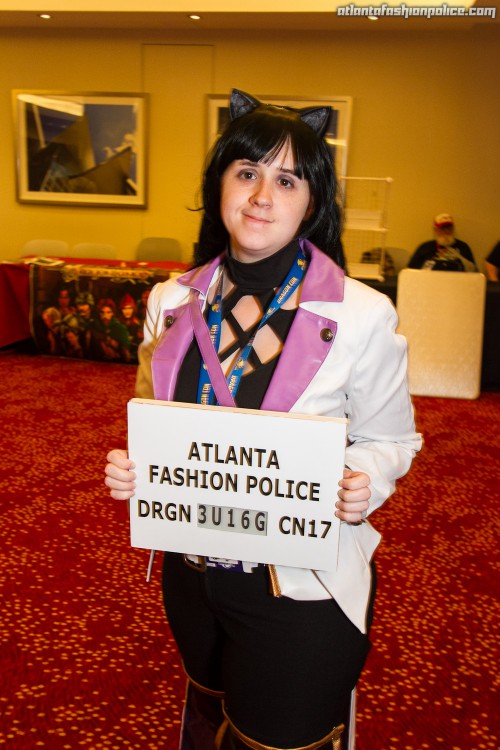 atlantafashionpolice.com
ATLANTA
FASHION POLICE
DRGN 3U16G CN17